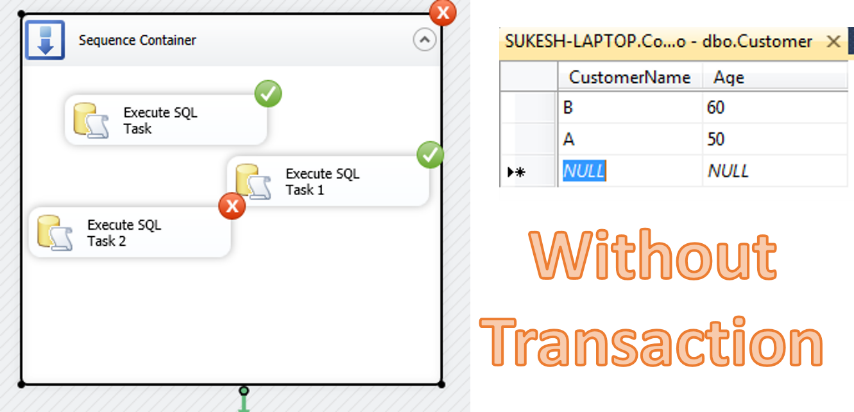 Sequence Container
Execute SQL
Task
Execute SQL
Task 1
Execute SQL
Task 2
SUKESH-LAPTOP.Co...o - dbo.Customer
CustomerName Age
B 60
A 50
NULL NULL
Without
Transaction